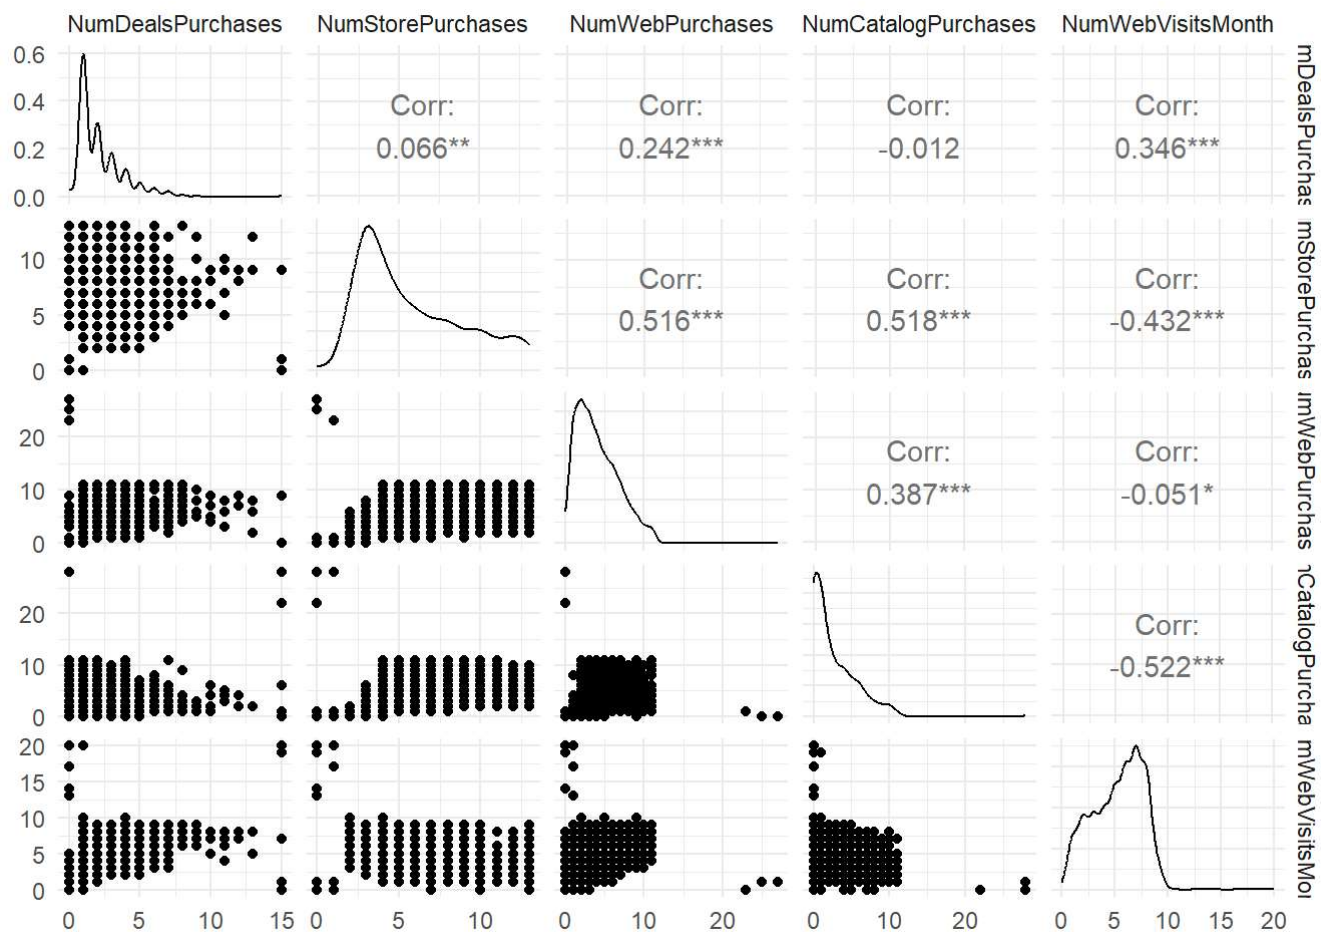 NumDealsPurchases NumStorePurchases NumWebPurchases NumCatalogPurchases NumWebVisitsMonth
0.6
0.4
0.2
0.0
Corr:
0.066**
Corr:
0.242***
Corr:
-0.012
Corr:
0.346***
mDealsPurchas
10
5
0
Corr:
0.516***
Corr:
0.518***
Corr:
-0.432***
mStorePurchas
20
10
0
Corr:
0.387***
Corr:
-0.051*
mWebPurchas
20
10
0
Corr:
-0.522***
CatalogPurcha
20
15
10
5
0
mWebVisitsMo
0 5 10 15 0 5 10 0 10 20 0 10 20 0 5 10 15 20